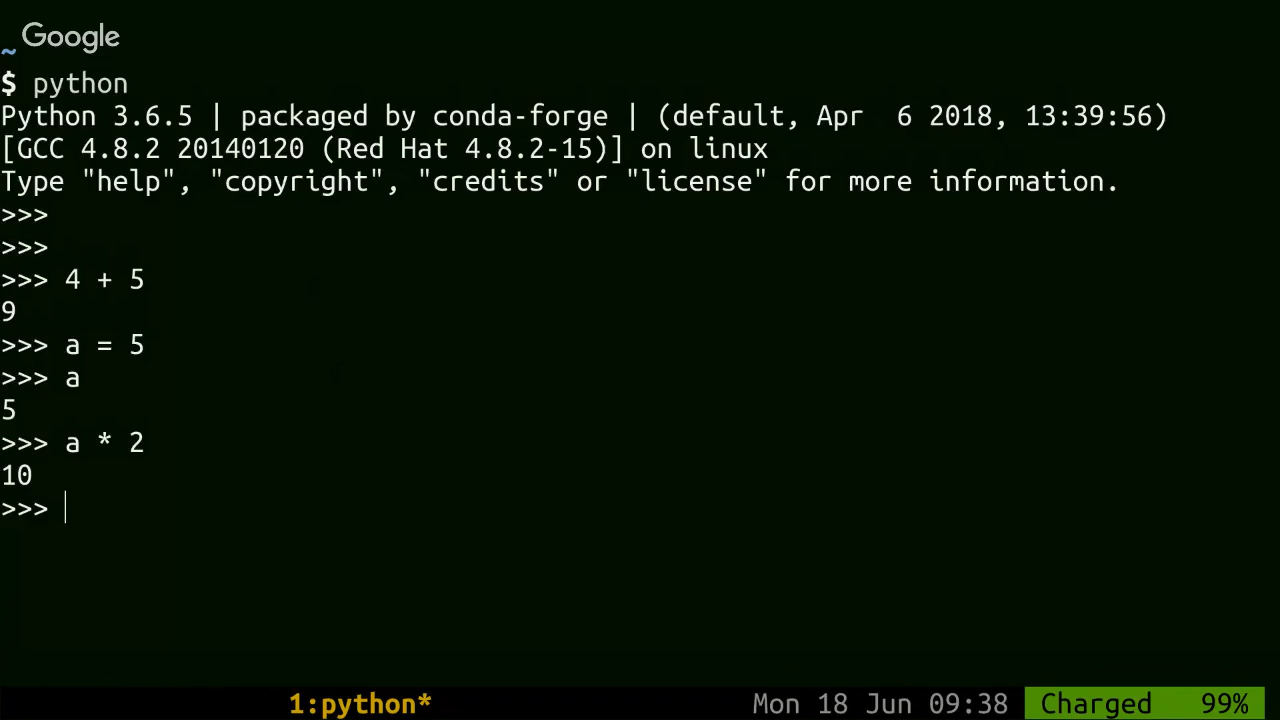 Google
~
$ python
Python 3.6.5 | packaged by conda-forge | (default, Apr  6 2018, 13:39:56)
[GCC 4.8.2 20140120 (Red Hat 4.8.2-15)] on linux
Type "help", "copyright", "credits" or "license" for more information.
>>>
>>>
>>> 4 + 5
9
>>> a = 5
>>> a
5
>>> a * 2
10
>>>
1:python* Mon 18 Jun 09:38 Charged 99%